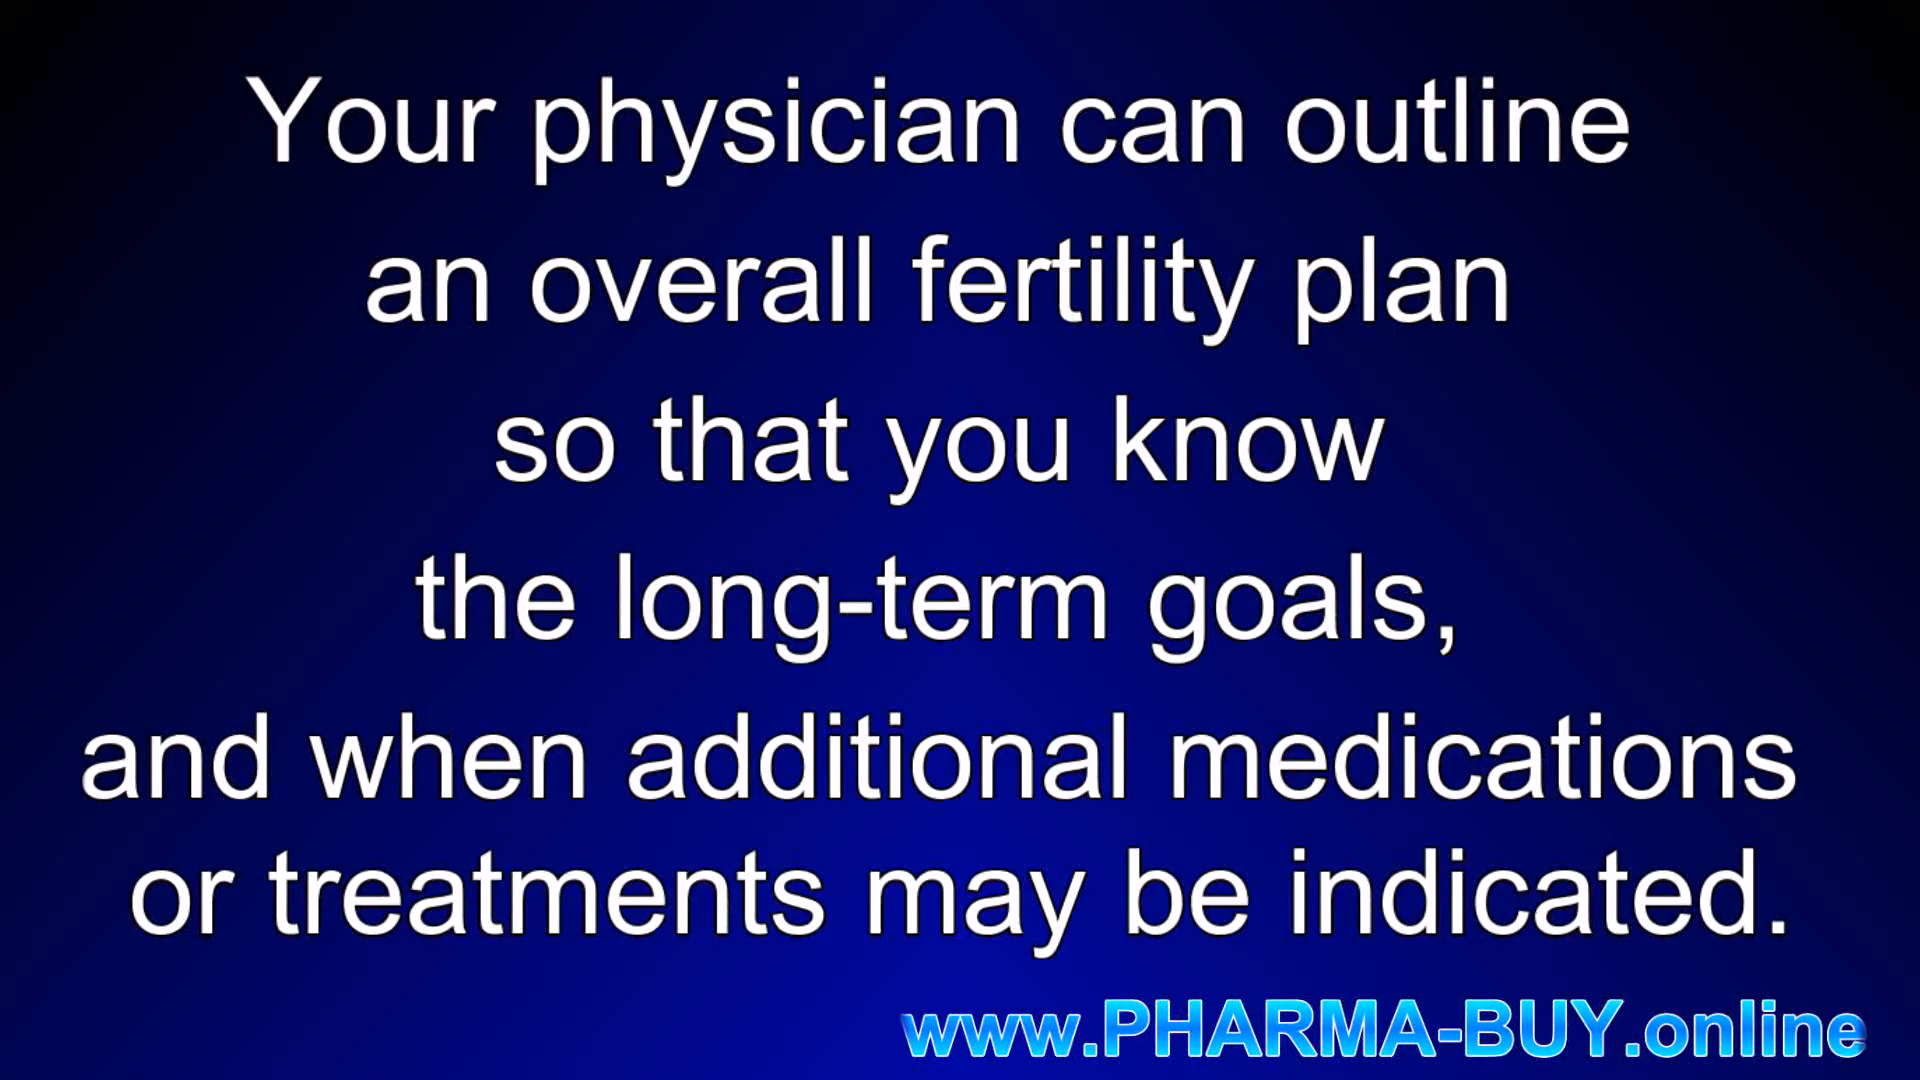 Your physician can outline
an overall fertility plan
so that you know
the long-term goals,
and when additional medications
or treatments may be indicated.
www.PHARMA-BUY.online